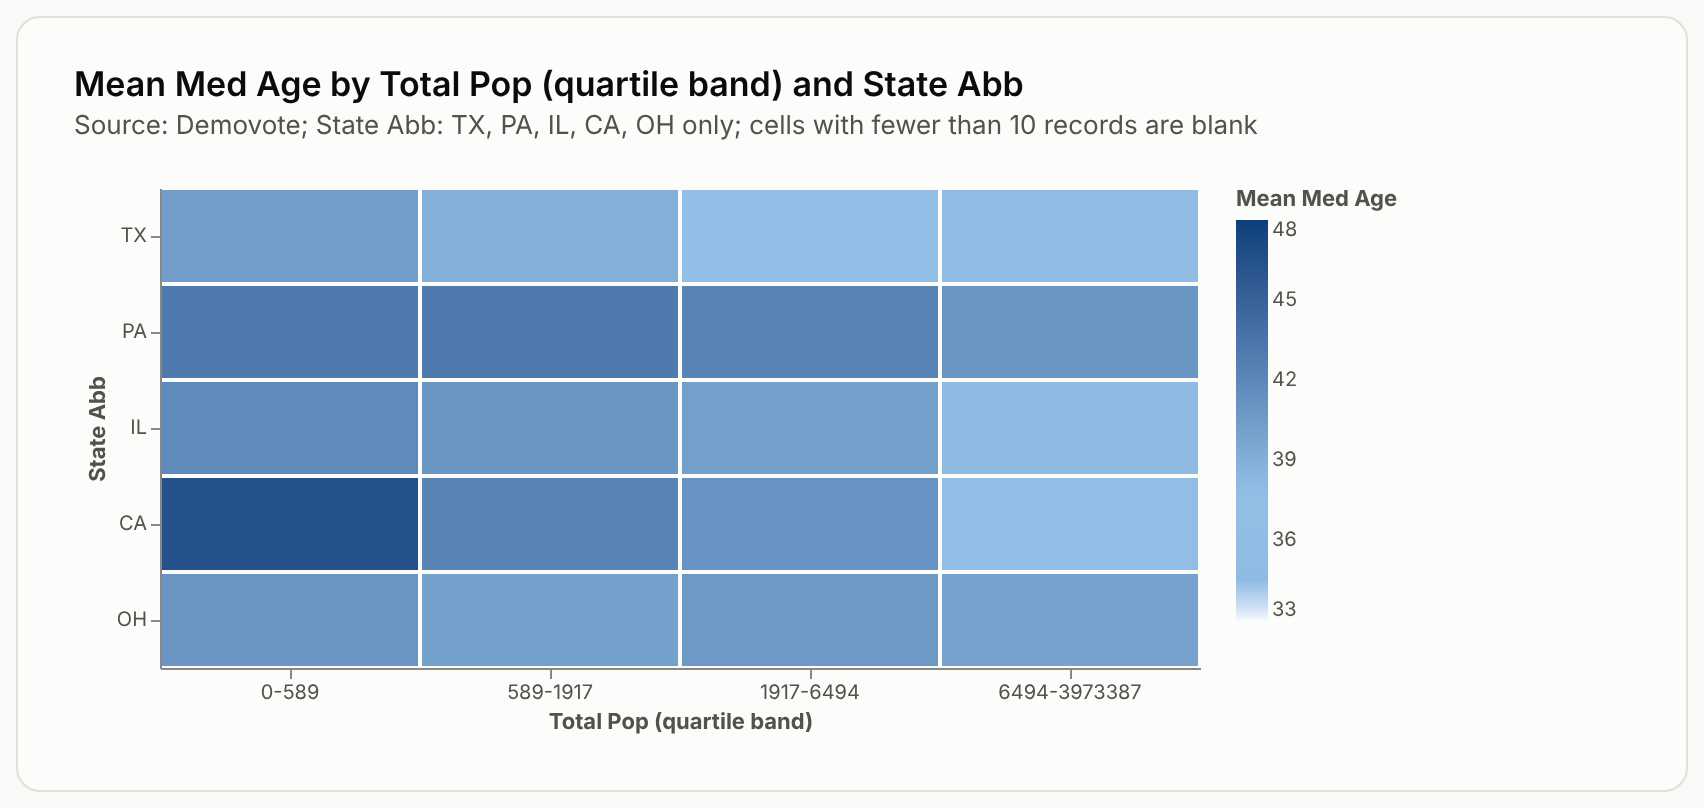 Mean Med Age by Total Pop (quartile band) and State Abb
Source: Demovote; State Abb: TX, PA, IL, CA, OH only; cells with fewer than 10 records are blank
Mean Med Age
48
45
42
39
36
33
State Abb
TX
PA
IL
CA
OH
0-589
589-1917
1917-6494
6494-3973387
Total Pop (quartile band)